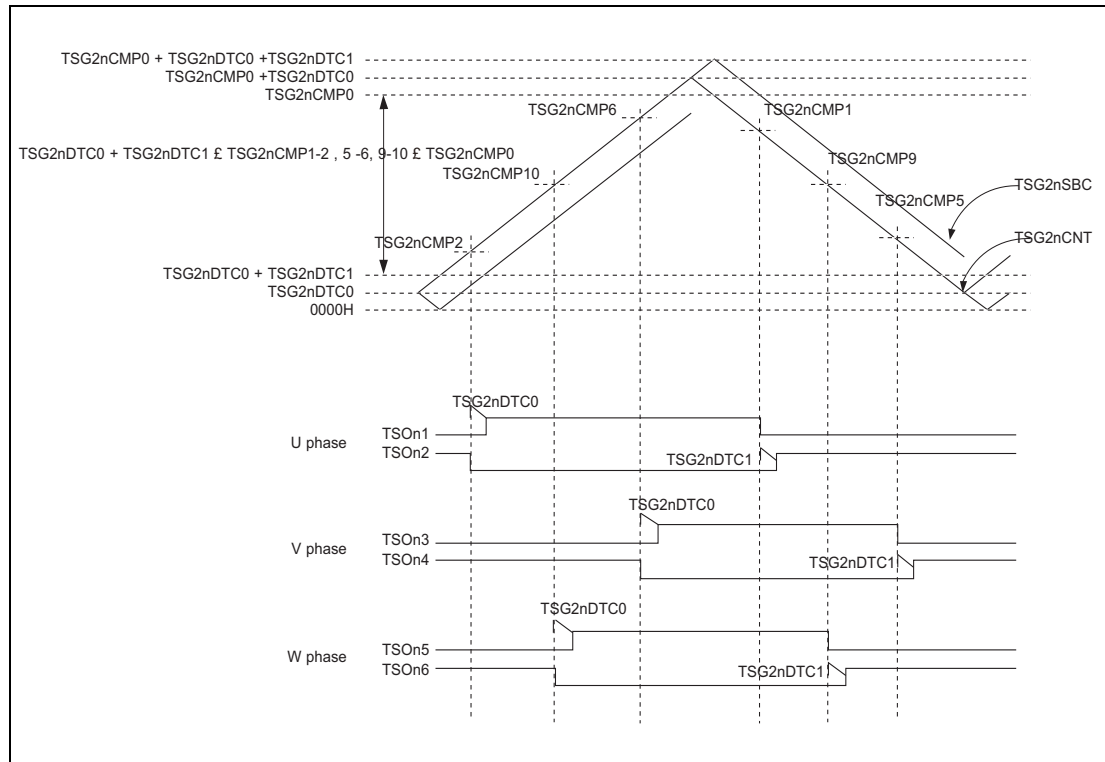 TSG2nCMP0 + TSG2nDTC0 +TSG2nDTC1
TSG2nCMP0 +TSG2nDTC0
TSG2nCMP0
TSG2nCMP6
TSG2nCMP1
TSG2nDTC0 + TSG2nDTC1 £ TSG2nCMP1-2 , 5 -6, 9-10 £ TSG2nCMP0
TSG2nCMP9
TSG2nCMP10
TSG2nSBC
TSG2nCMP5
TSG2nCNT
TSG2nCMP2
TSG2nDTC0 + TSG2nDTC1
TSG2nDTC0
0000H
TSG2nDTC0
U phase
TSOn1
TSOn2
TSG2nDTC1
TSG2nDTC0
V phase
TSOn3
TSOn4
TSG2nDTC1
TSG2nDTC0
W phase
TSOn5
TSOn6
TSG2nDTC1